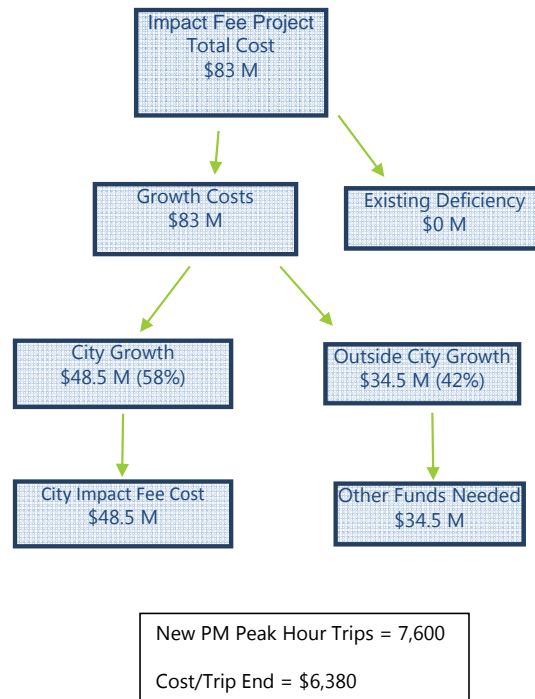 Impact Fee Project
Total Cost
$83 M
Growth Costs
$83 M
Existing Deficiency
$0 M
City Growth
$48.5 M (58%)
Outside City Growth
$34.5 M (42%)
City Impact Fee Cost
$48.5 M
Other Funds Needed
$34.5 M
New PM Peak Hour Trips = 7,600
Cost/Trip End = $6,380